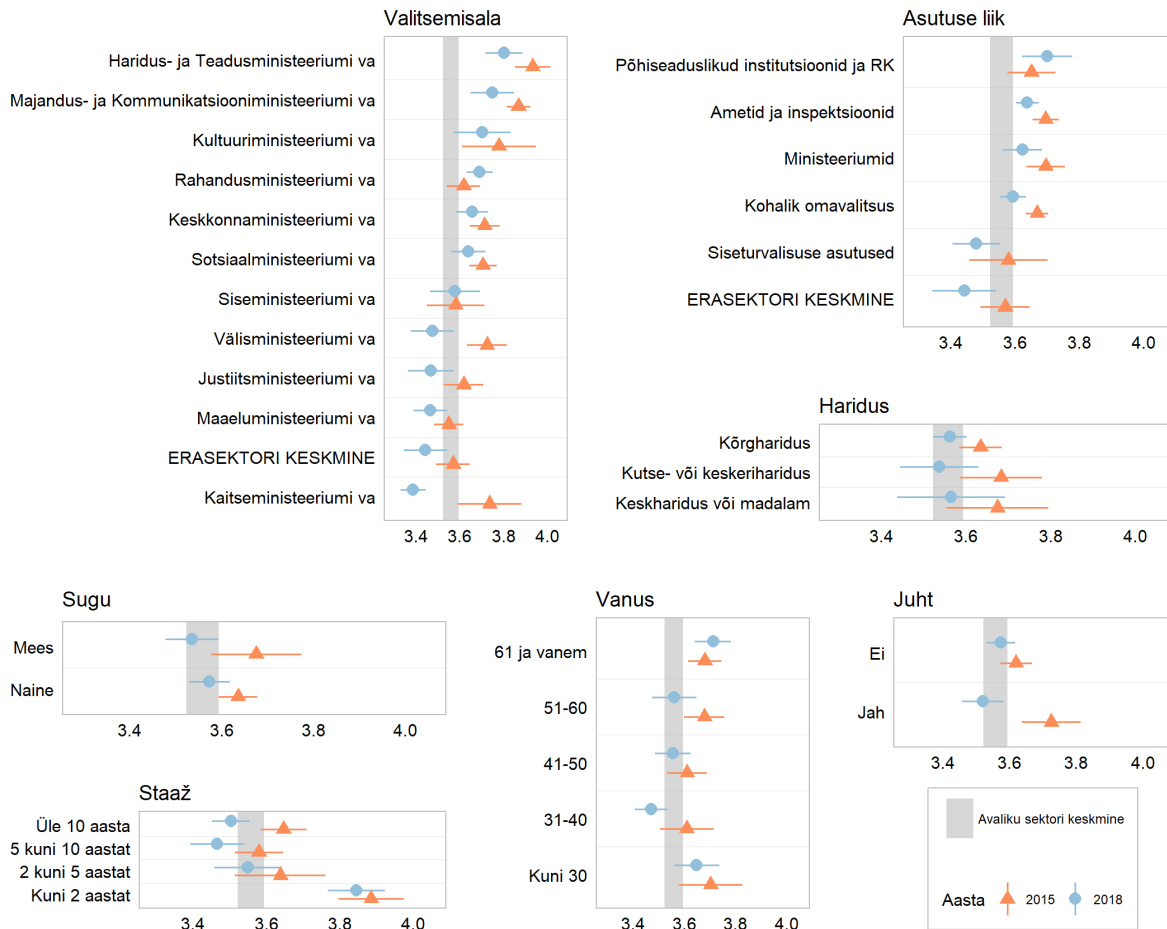 Valitsemisala
Haridus- ja Teadusministeeriumi va
Majandus- ja Kommunikatsiooniministeeriumi va
Kultuuriministeeriumi va
Rahandusministeeriumi va
Keskkonnaministeeriumi va
Sotsiaalministeeriumi va
Siseministeeriumi va
Välisministeeriumi va
Justiitsministeeriumi va
Maaeluministeeriumi va
ERASEKTORI KESKMINE
Kaitseministeeriumi va
3.4 3.6 3.8 4.0
Asutuse liik
Põhiseaduslikud institutsioonid ja RK
Ametid ja inspektsioonid
Ministeeriumid
Kohalik omavalitsus
Siseturvalisuse asutused
ERASEKTORI KESKMINE
3.4 3.6 3.8 4.0
Haridus
Kõrgharidus
Kutse- või keskeriharidus
Keskharidus või madalam
3.4 3.6 3.8 4.0
Sugu
Mees
Naine
3.4 3.6 3.8 4.0
Staaž
Üle 10 aasta
5 kuni 10 aastat
2 kuni 5 aastat
Kuni 2 aastat
3.4 3.6 3.8 4.0
Vanus
61 ja vanem
51-60
41-50
31-40
Kuni 30
3.4 3.6 3.8 4.0
Juht
Ei
Jah
3.4 3.6 3.8 4.0
Avaliku sektori keskmine
Aasta 2015 2018